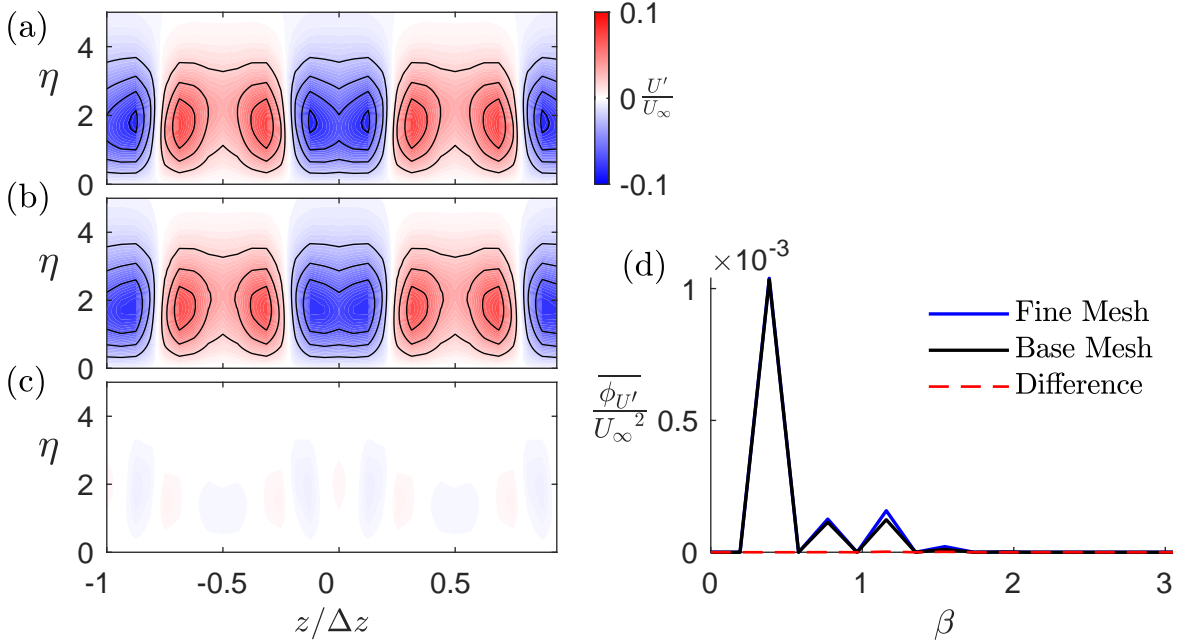 (a)
4
η
2
0
0.1
0
-0.1
U′
U∞
(b)
4
η
2
0
(c)
4
η
2
0
-1
-0.5
0
0.5
z/Δz
(d)
×10-3
1
0.5
0
ϕU′
U∞2
0
1
2
3
β
Fine Mesh
Base Mesh
Difference